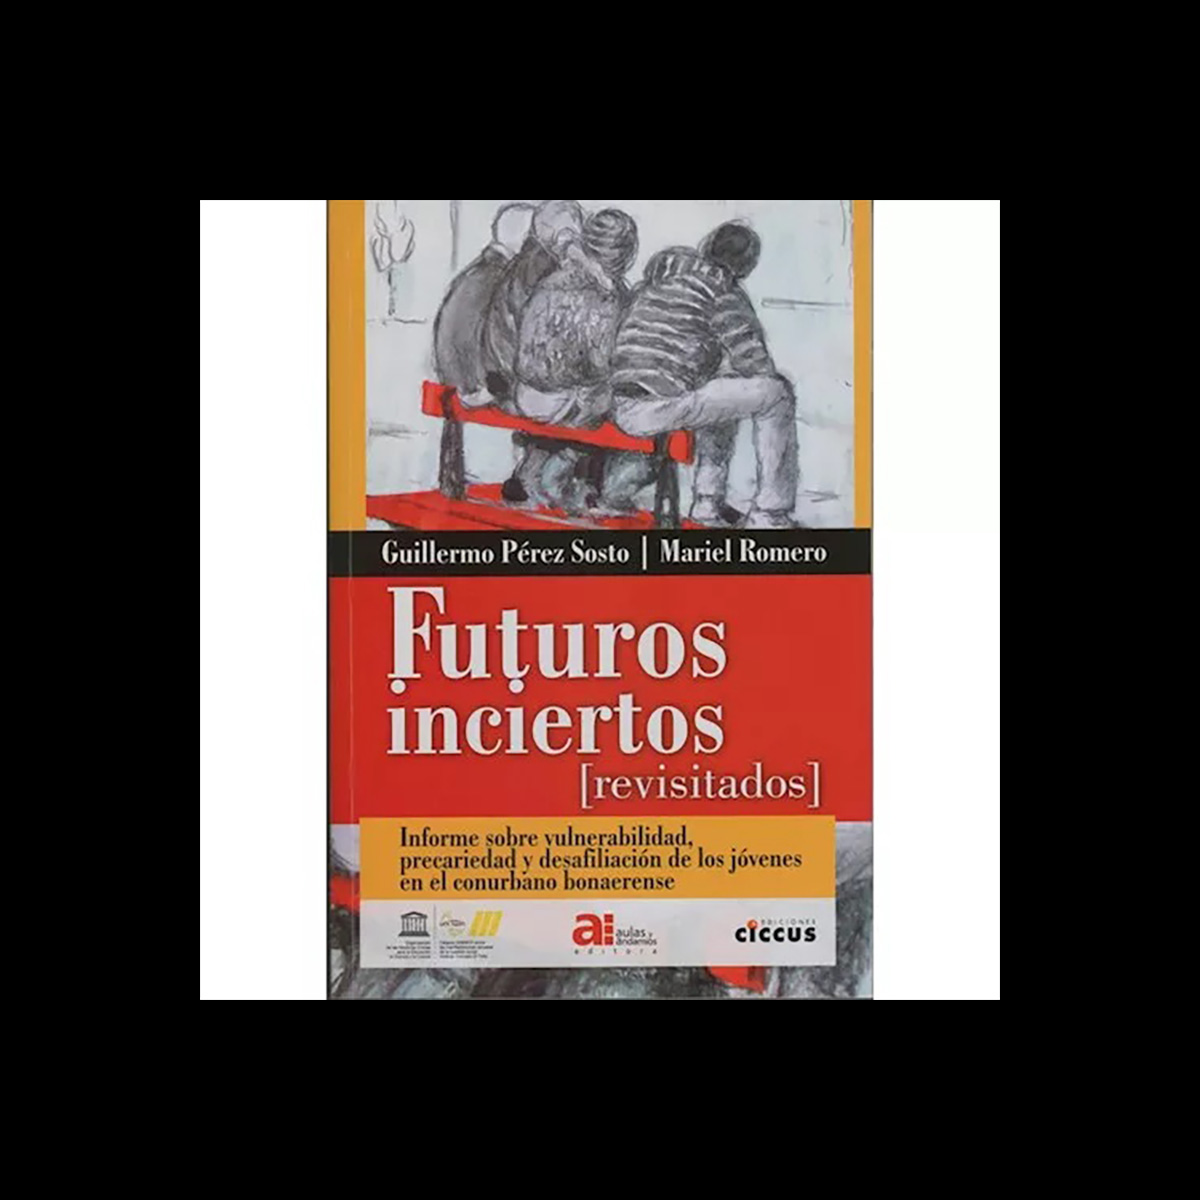 Guillermo Pérez Sosto | Mariel Romero
Futuros
inciertos
[revisitados]
Informe sobre vulnerabilidad,
precariedad y desafiliación de los jóvenes
en el conurbano bonaerense
aulas y
andamios
editora
EDICIONES
CICCUS